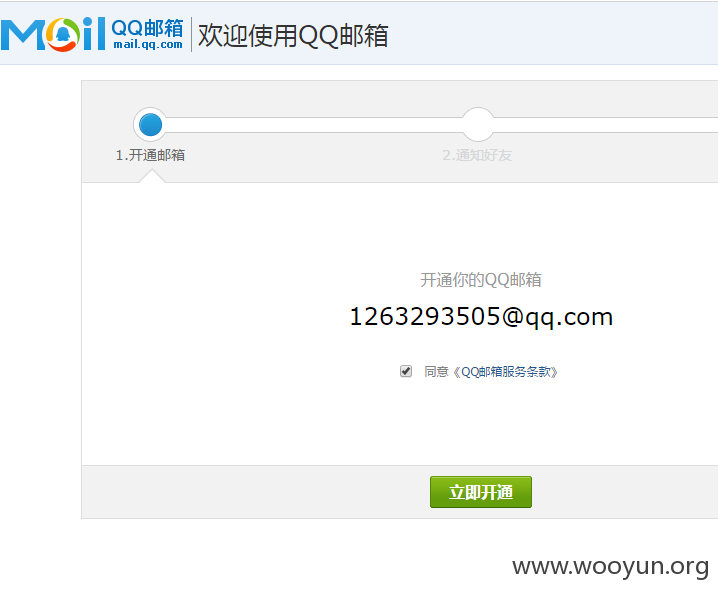 Mail QQ邮箱 欢迎使用QQ邮箱
mail.qq.com
1.开通邮箱 2.通知好友
开通你的QQ邮箱
1263293505@qq.com
同意《QQ邮箱服务条款》
立即开通
www.wooyun.org